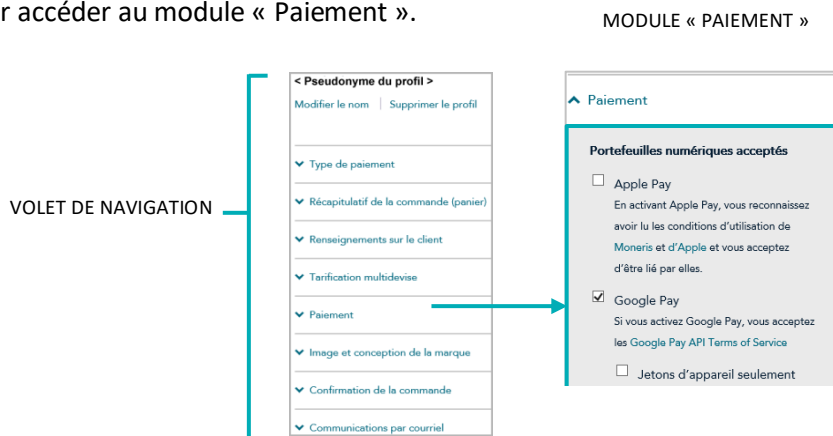 r accéder au module « Paiement ».
MODULE « PAIEMENT »
VOLET DE NAVIGATION
< Pseudonyme du profil >
Modifier le nom | Supprimer le profil
Type de paiement
Récapitulatif de la commande (panier)
Renseignements sur le client
Tarification multidevise
Paiement
Image et conception de la marque
Confirmation de la commande
Communications par courriel
Paiement
Portefeuilles numériques acceptés
Apple Pay
En activant Apple Pay, vous reconnaissez
avoir lu les conditions d'utilisation de
Moneris et d'Apple et vous acceptez
d'être lié par elles.
Google Pay
Si vous activez Google Pay, vous acceptez
les Google Pay API Terms of Service
Jetons d'appareil seulement